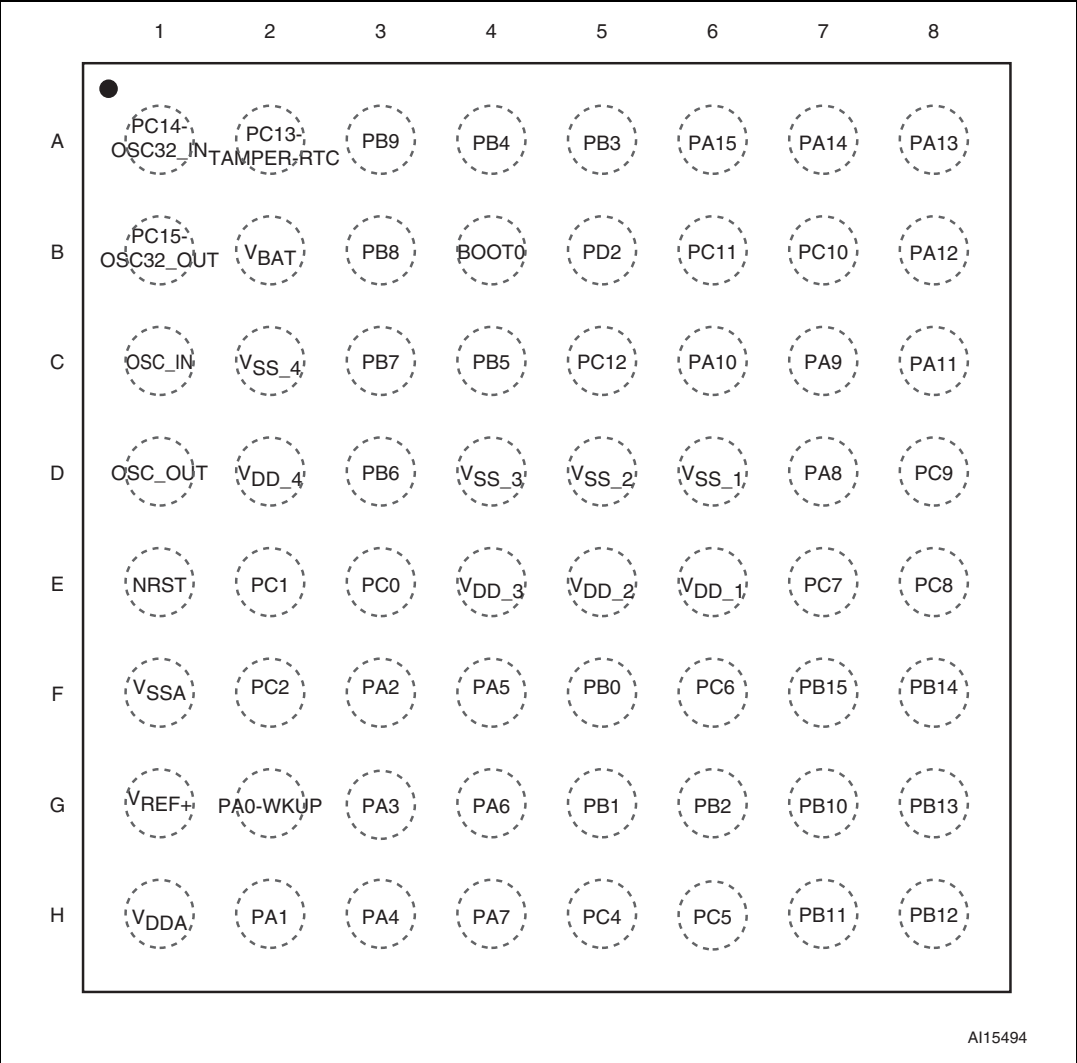 1 2 3 4 5 6 7 8
A PC14-OSC32_IN PC13-TAMPER-RTC PB9 PB4 PB3 PA15 PA14 PA13
B PC15-OSC32_OUT VBAT PB8 BOOT0 PD2 PC11 PC10 PA12
C OSC_IN VSS_4 PB7 PB5 PC12 PA10 PA9 PA11
D OSC_OUT VDD_4 PB6 VSS_3 VSS_2 VSS_1 PA8 PC9
E NRST PC1 PC0 VDD_3 VDD_2 VDD_1 PC7 PC8
F VSSA PC2 PA2 PA5 PB0 PC6 PB15 PB14
G VREF+ PA0-WKUP PA3 PA6 PB1 PB2 PB10 PB13
H VDDA PA1 PA4 PA7 PC4 PC5 PB11 PB12
AI15494